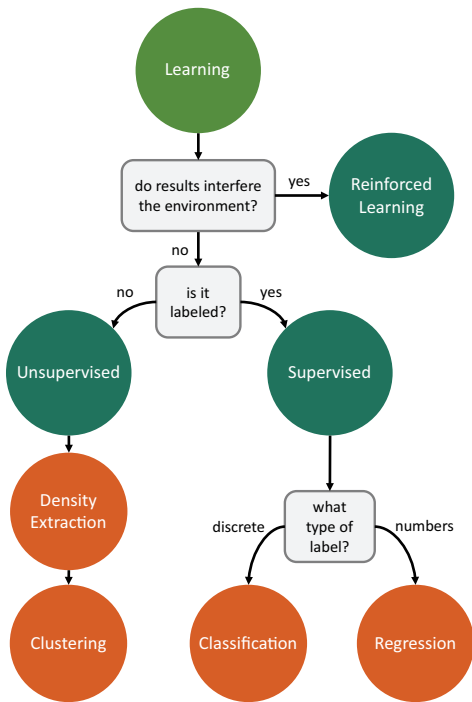 Learning
do results interfere
the environment?
yes
Reinforced
Learning
no
is it
labeled?
no
yes
Unsupervised
Supervised
Density
Extraction
what
type of
label?
discrete
numbers
Clustering
Classification
Regression